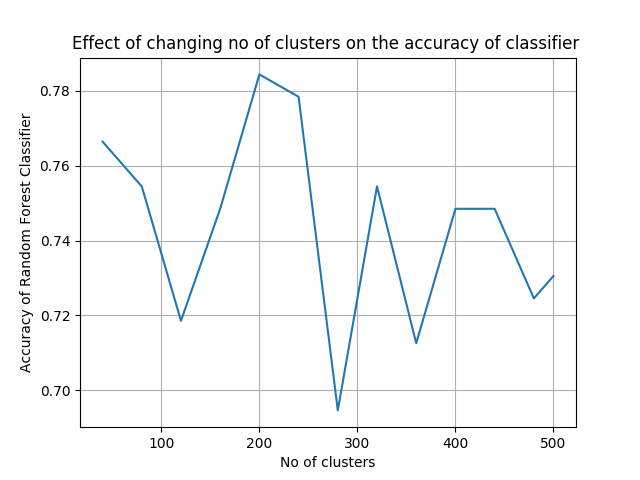 Effect of changing no of clusters on the accuracy of classifier
Accuracy of Random Forest Classifier
0.78
0.76
0.74
0.72
0.70
100 200 300 400 500
No of clusters